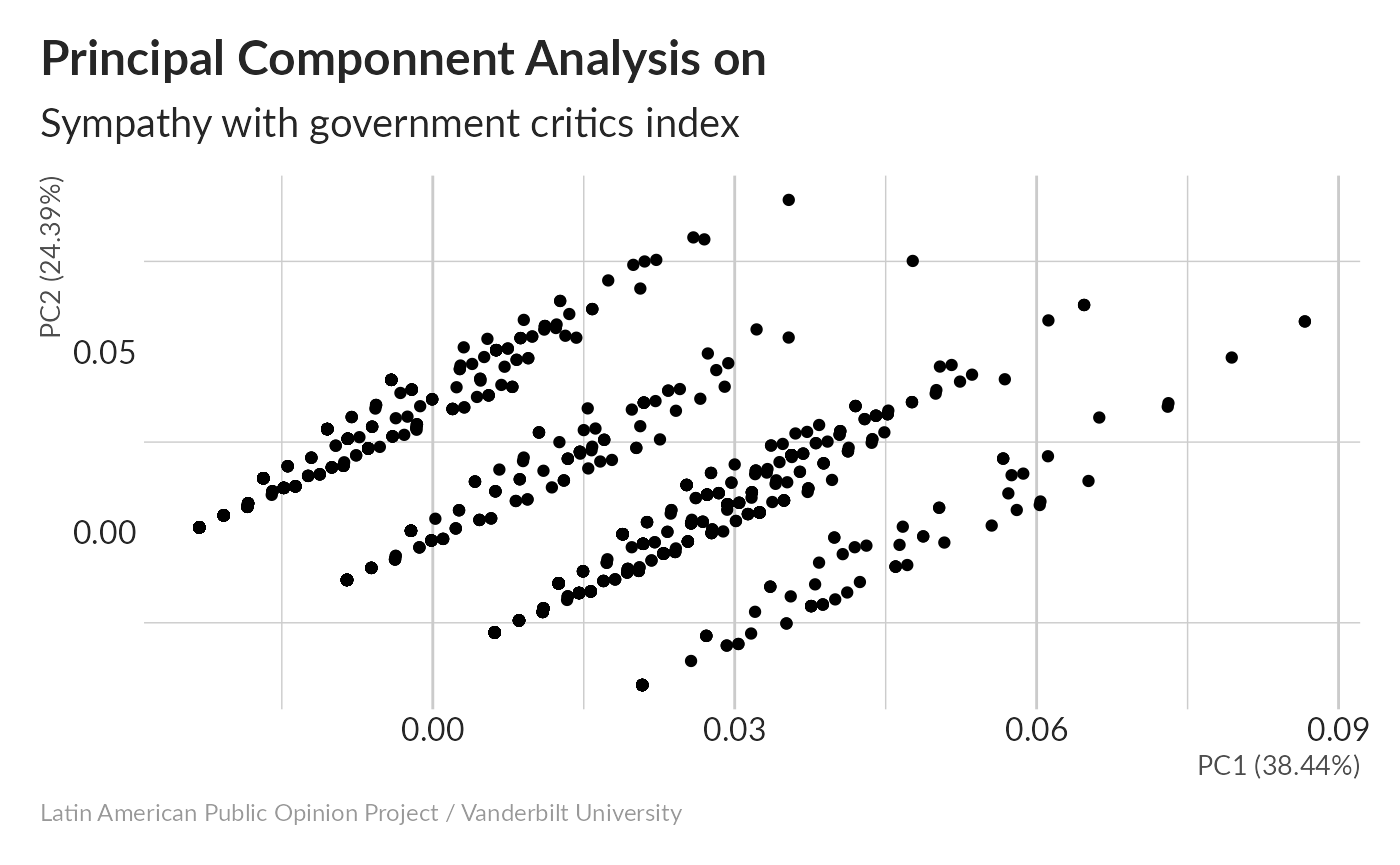 Principal Componnent Analysis on
Sympathy with government critics index
PC2 (24.39%)
0.05
0.00
0.00 0.03 0.06 0.09
PC1 (38.44%)
Latin American Public Opinion Project / Vanderbilt University